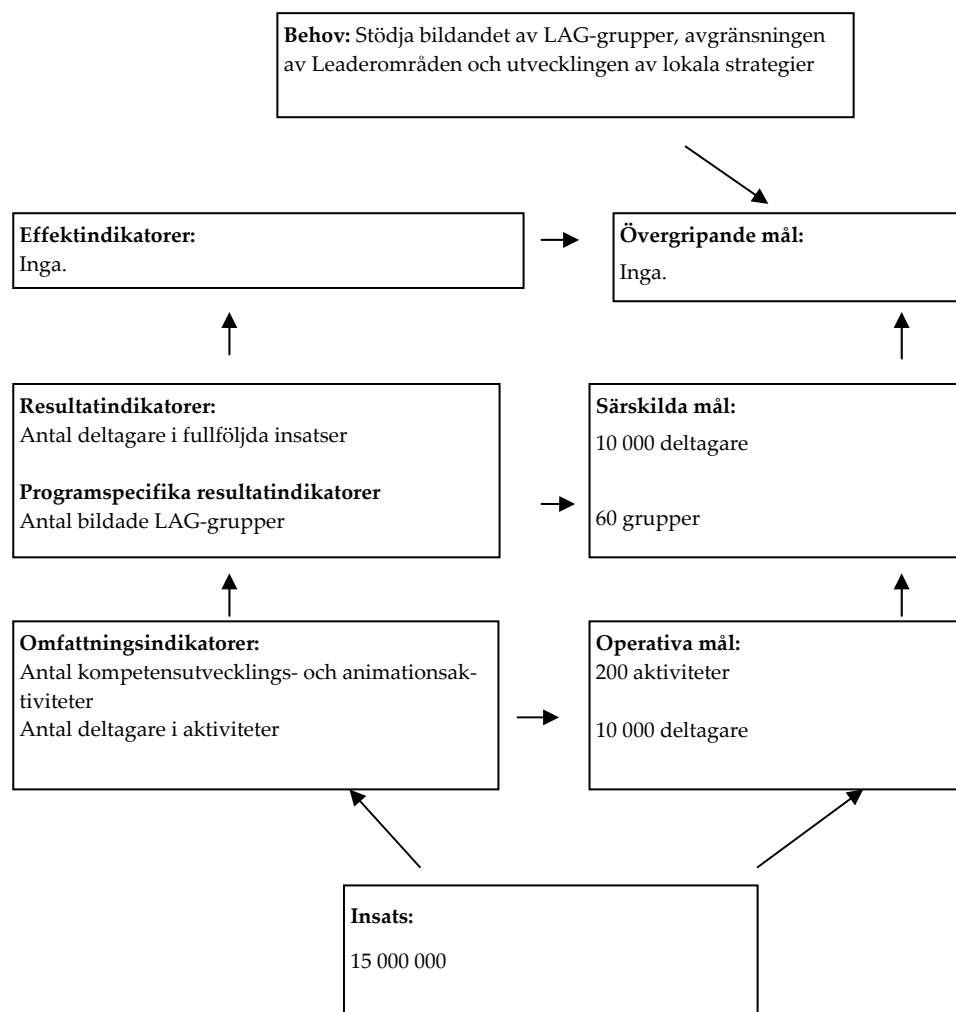 Behov: Stödja bildandet av LAG-grupper, avgränsningen
av Leaderområden och utvecklingen av lokala strategier
Effektindikatorer:
Inga.
Övergripande mål:
Inga.
Resultatindikatorer:
Antal deltagare i fullföljda insatser
Programspecifika resultatindikatorer
Antal bildade LAG-grupper
Särskilda mål:
10 000 deltagare
60 grupper
Omfattningsindikatorer:
Antal kompetensutvecklings- och animationsak-
tiviteter
Antal deltagare i aktiviteter
Operativa mål:
200 aktiviteter
10 000 deltagare
Insats:
15 000 000